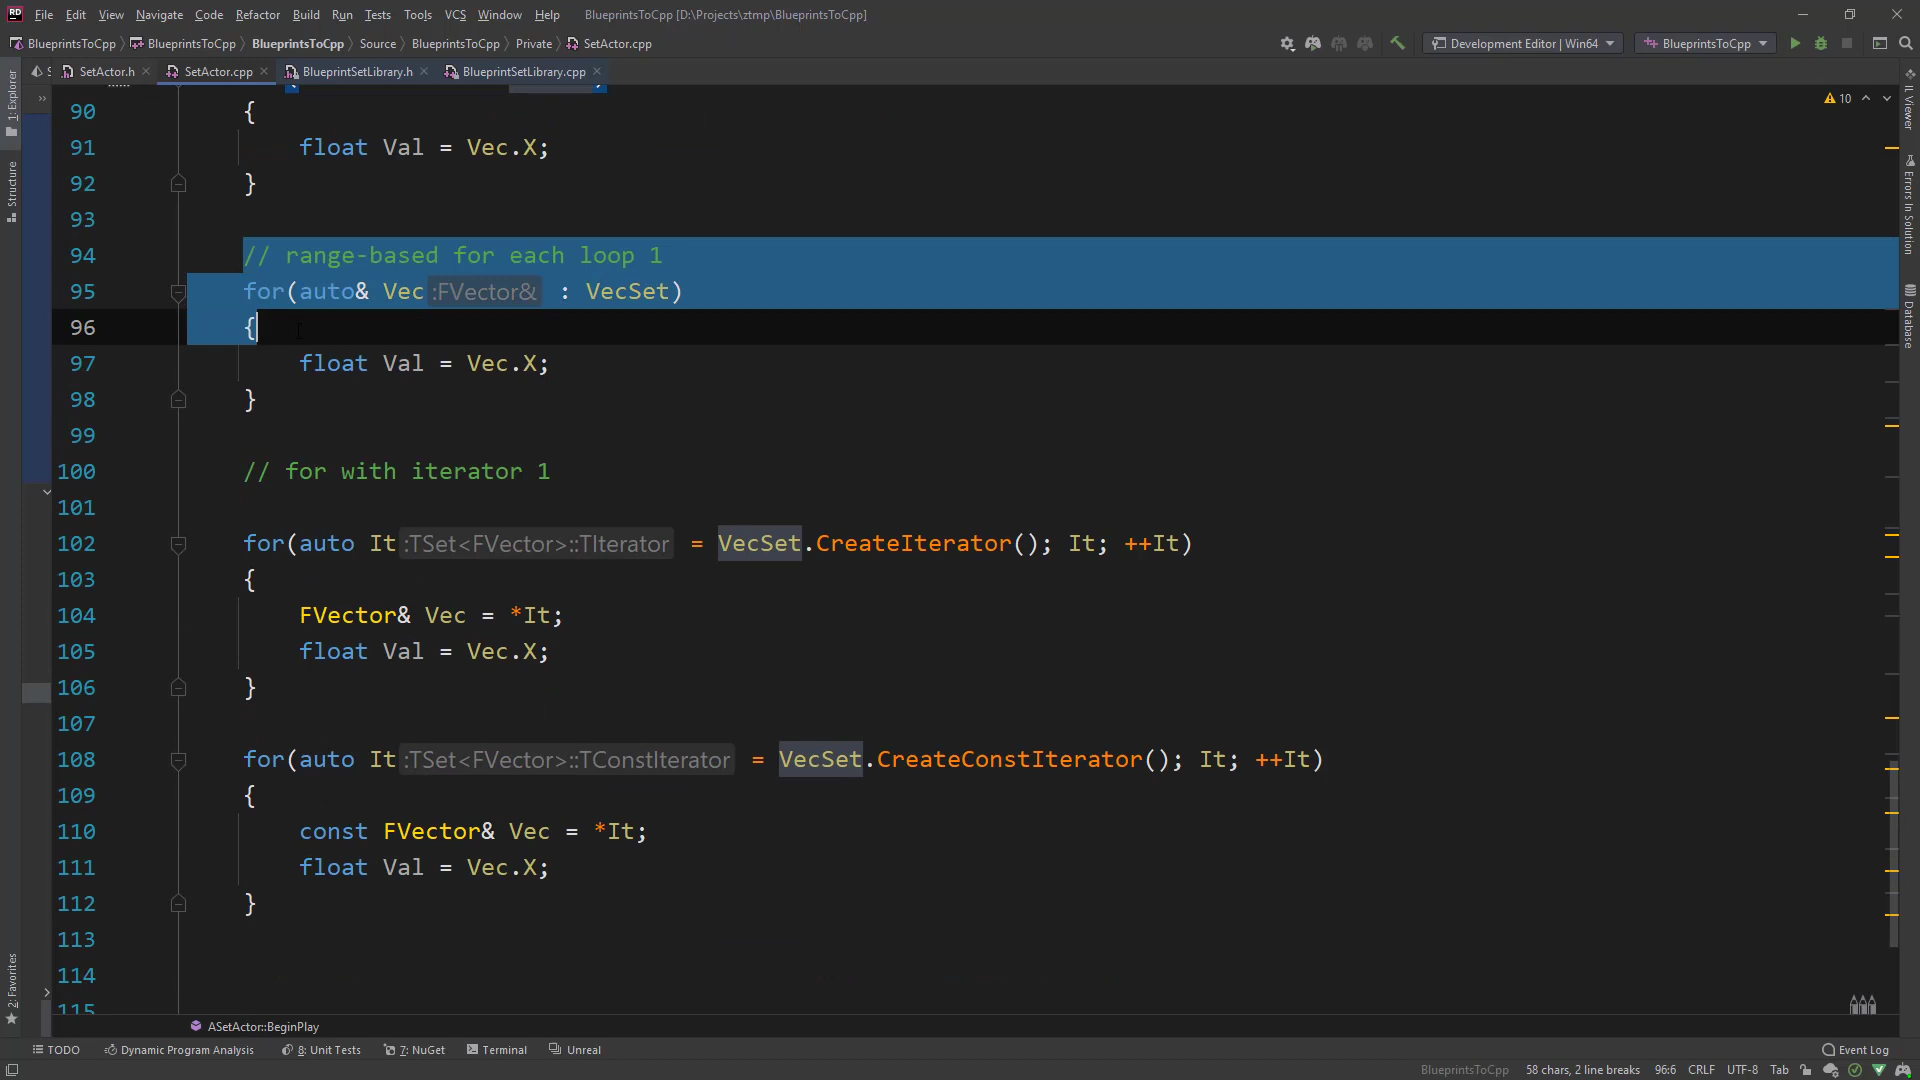 RD File Edit View Navigate Code Refactor Build Run Tests Tools VCS Window Help BlueprintsToCpp [D:\Projects\ztmp\BlueprintsToCpp]
BlueprintsToCpp BlueprintsToCpp BlueprintsToCpp Source BlueprintsToCpp Private SetActor.cpp Development Editor | Win64 BlueprintsToCpp
S SetActor.h SetActor.cpp BlueprintSetLibrary.h BlueprintSetLibrary.cpp
10
1: Explorer
Structure
2: Favorites
IL Viewer
Errors In Solution
Database
90 {
91 float Val = Vec.X;
92 }
93
94 // range-based for each loop 1
95 for(auto& Vec :FVector& : VecSet)
96 {
97 float Val = Vec.X;
98 }
99
100 // for with iterator 1
101
102 for(auto It :TSet<FVector>::TIterator = VecSet.CreateIterator(); It; ++It)
103 {
104 FVector& Vec = *It;
105 float Val = Vec.X;
106 }
107
108 for(auto It :TSet<FVector>::TConstIterator = VecSet.CreateConstIterator(); It; ++It)
109 {
110 const FVector& Vec = *It;
111 float Val = Vec.X;
112 }
113
114
115
ASetActor::BeginPlay
TODO Dynamic Program Analysis 8: Unit Tests 7: NuGet Terminal Unreal Event Log
BlueprintsToCpp 58 chars, 2 line breaks 96:6 CRLF UTF-8 Tab